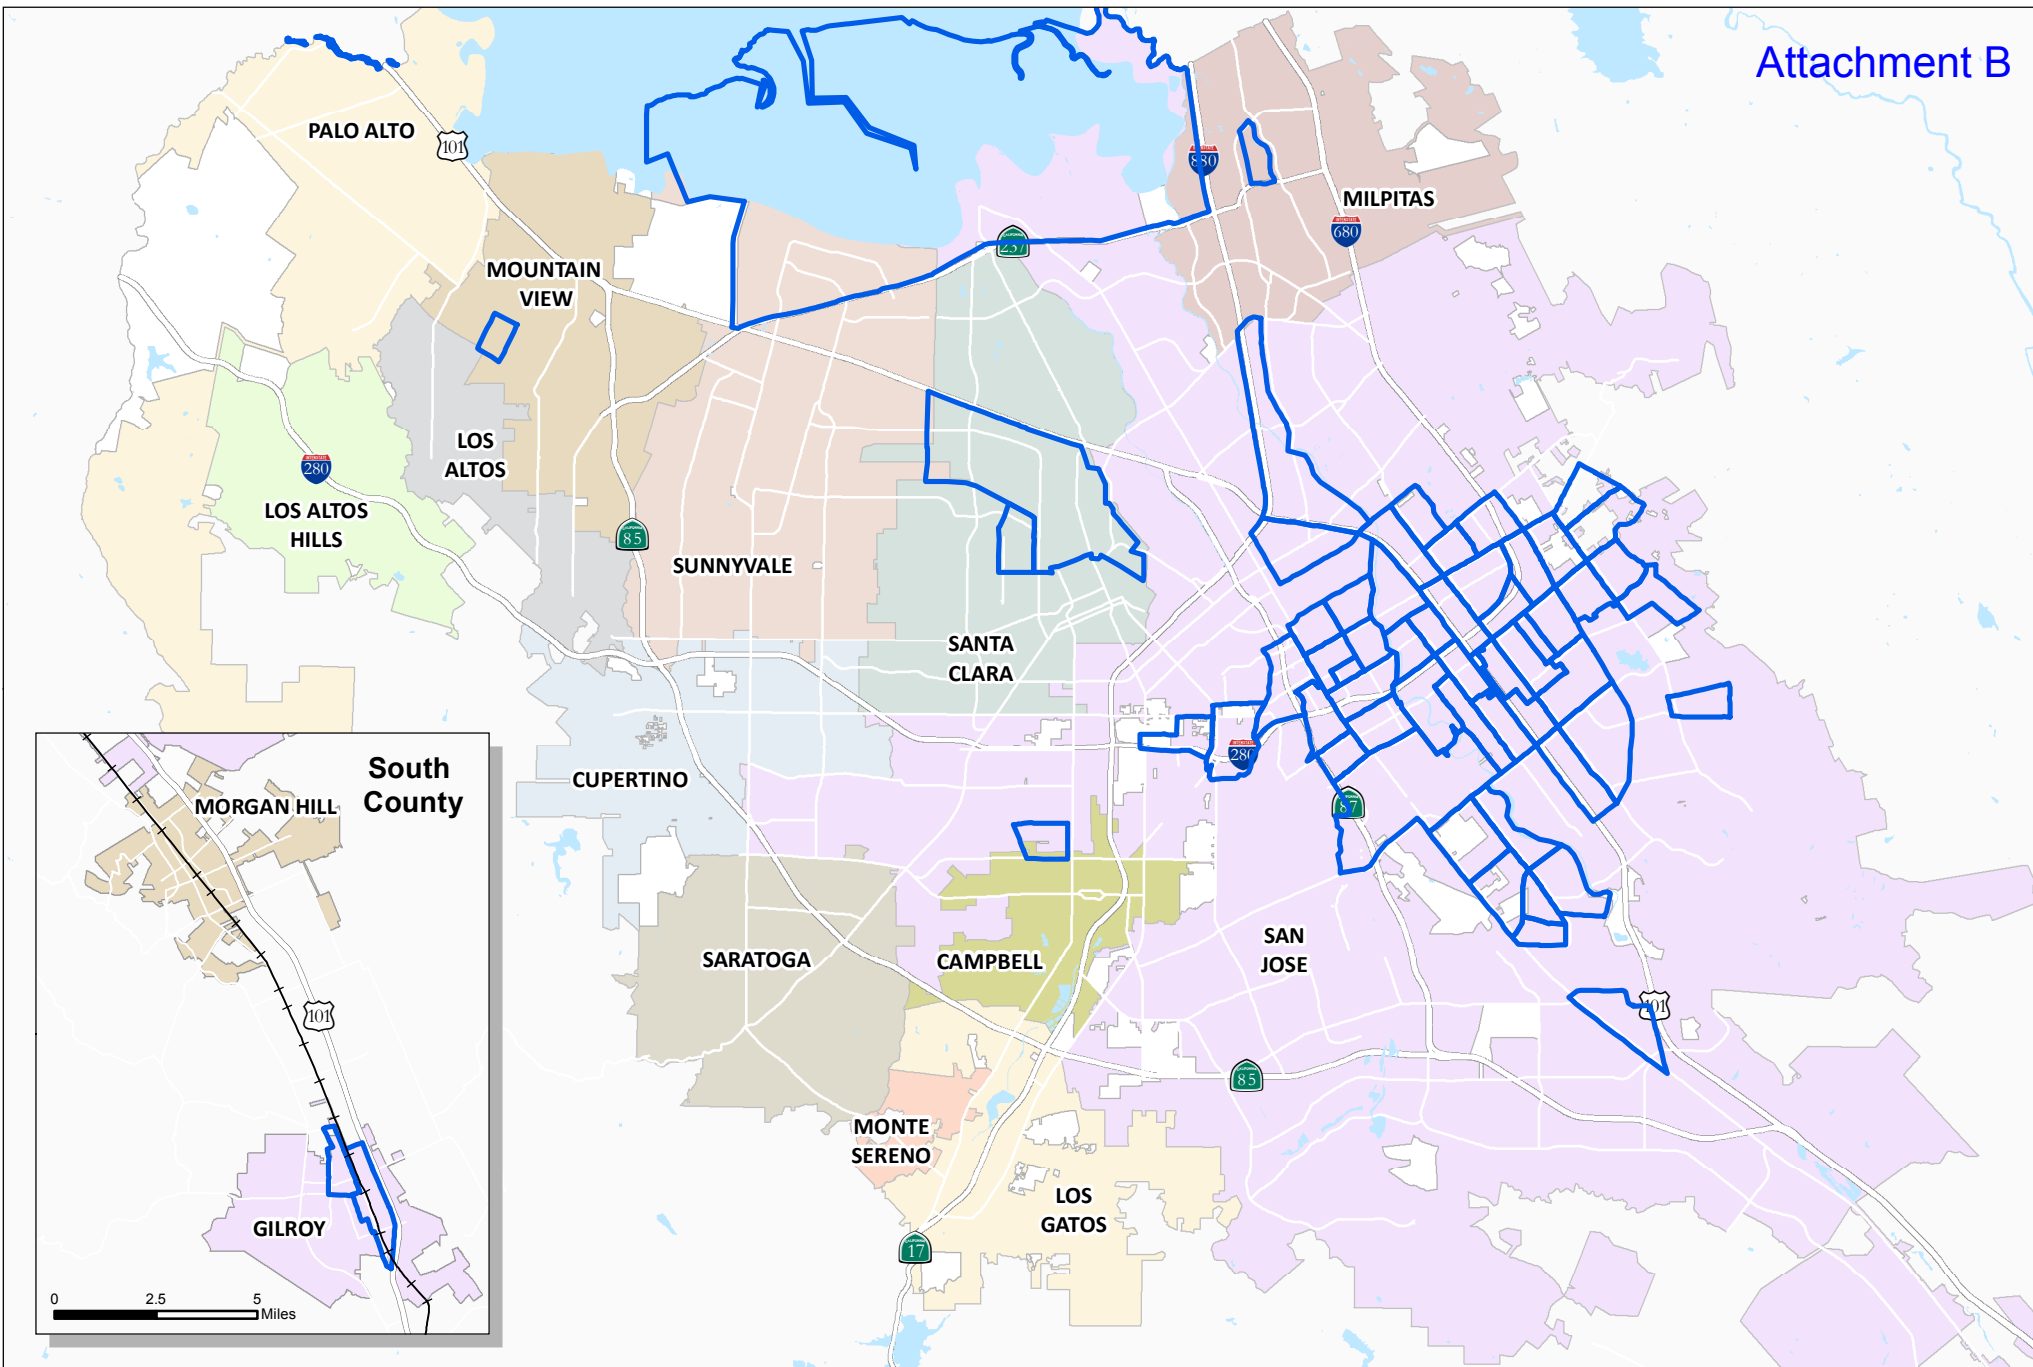 Attachment B
PALO ALTO
101
880
MILPITAS
680
237
MOUNTAIN
VIEW
LOS
ALTOS
280
LOS ALTOS
HILLS
85
SUNNYVALE
SANTA
CLARA
280
CUPERTINO
87
SARATOGA
CAMPBELL
SAN
JOSE
101
85
MONTE
SERENO
LOS
GATOS
17
South
County
MORGAN HILL
101
GILROY
0 2.5 5
Miles